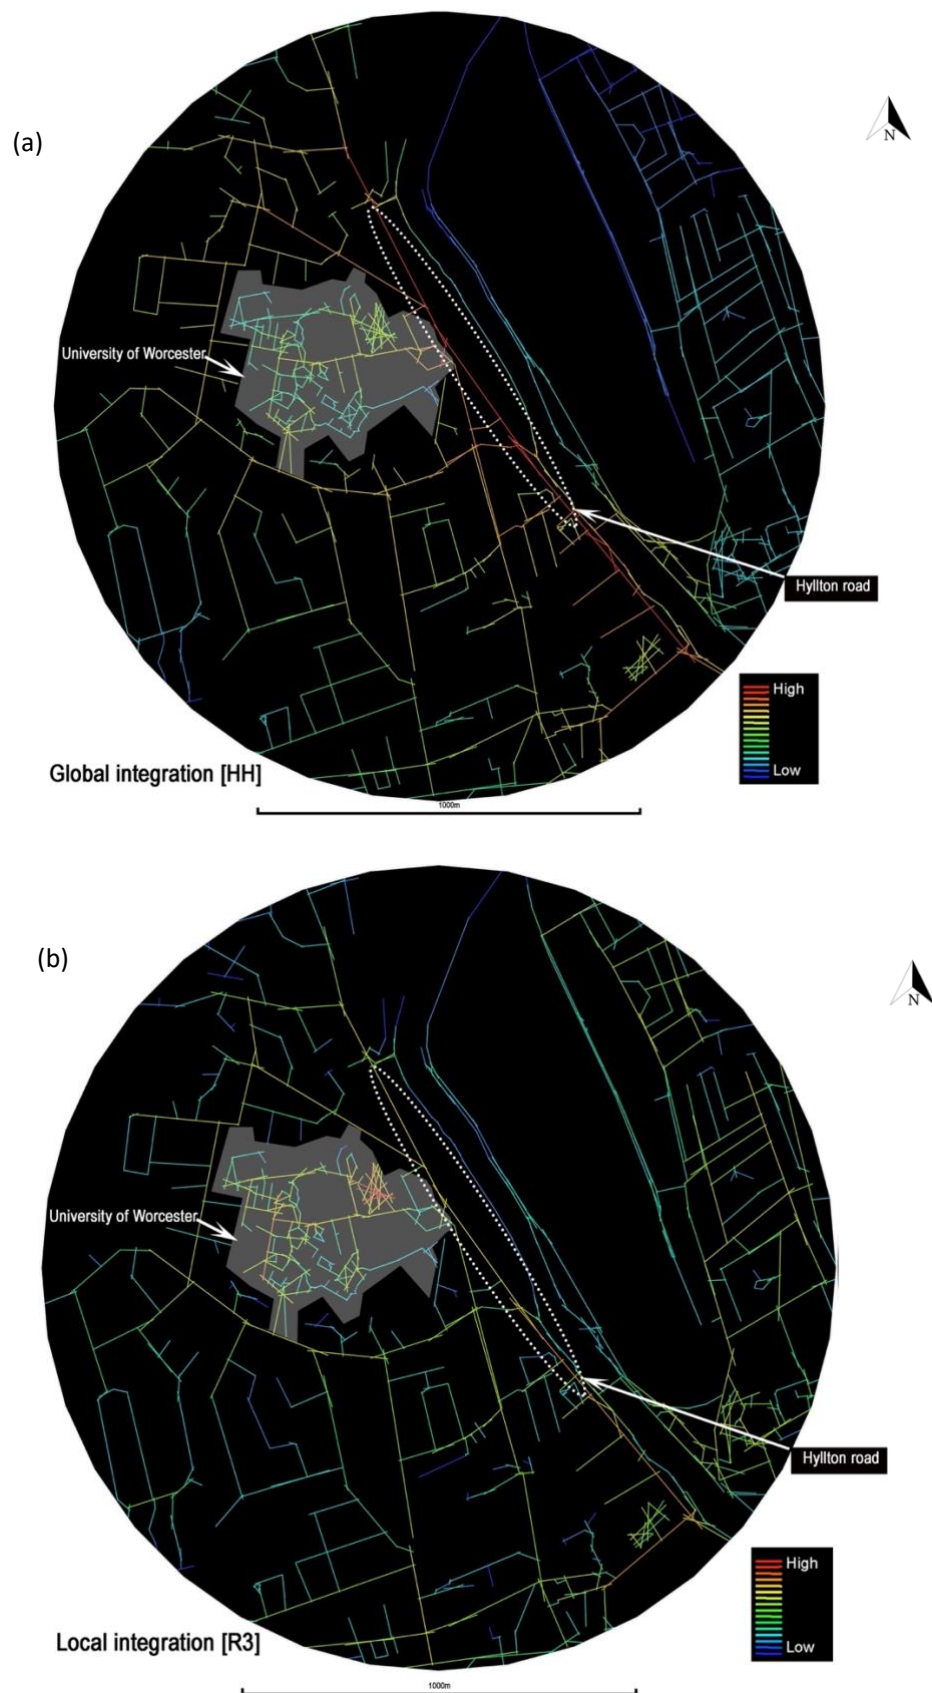 (a)
N
University of Worcester
Hyllton road
High
Low
Global integration [HH]
1000m
(b)
N
University of Worcester
Hyllton road
High
Low
Local integration [R3]
1000m